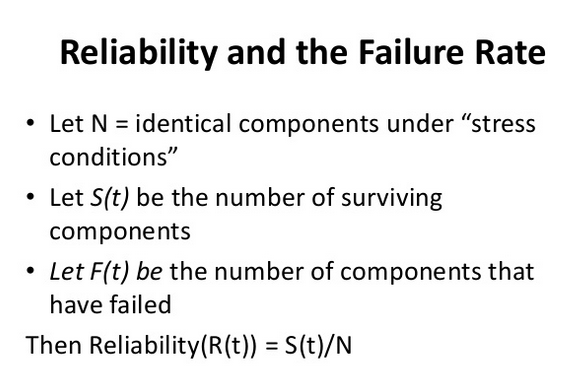 Reliability and the Failure Rate
• Let N = identical components under “stress
conditions”
• Let S(t) be the number of surviving
components
• Let F(t) be the number of components that
have failed
Then Reliability(R(t)) = S(t)/N